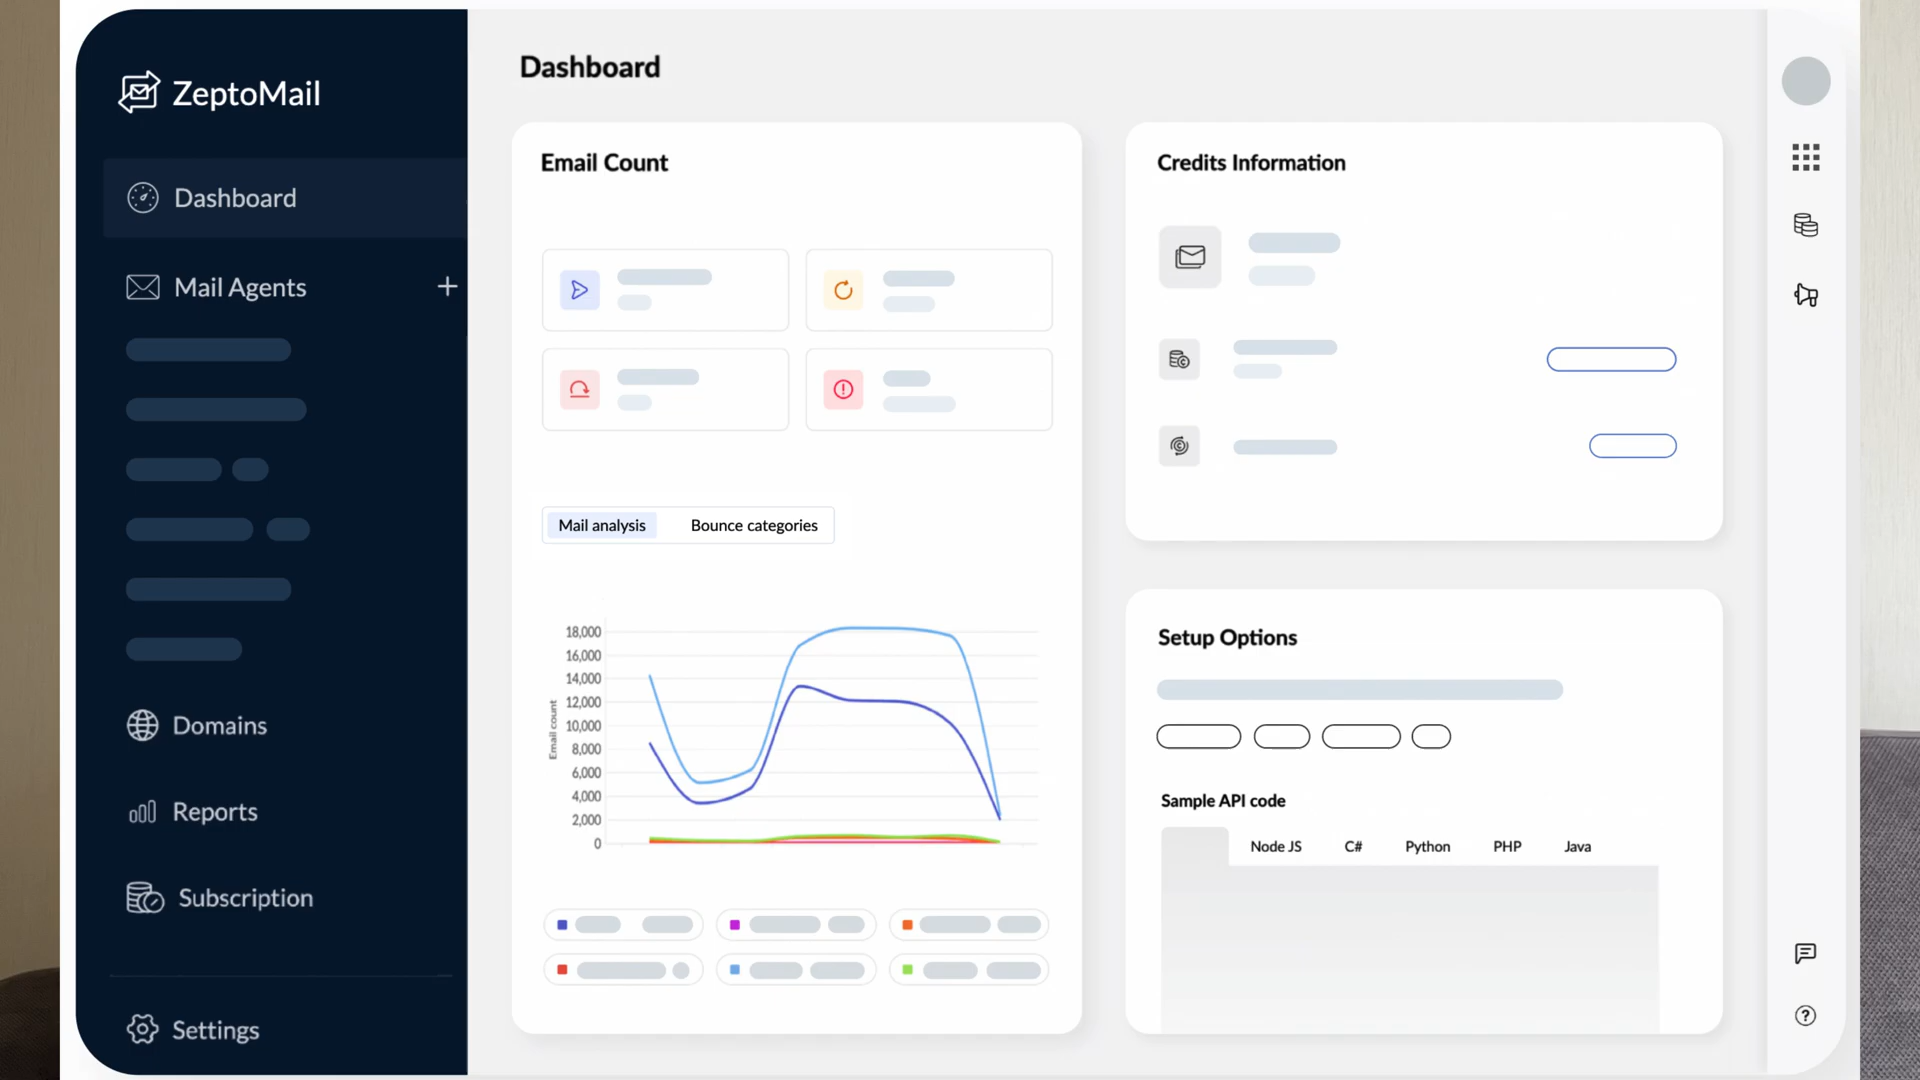 ZeptoMail
Dashboard
Mail Agents
Domains
Reports
Subscription
Settings
Dashboard
Email Count
Mail analysis
Bounce categories
Email count
18,000
16,000
14,000
12,000
10,000
8,000
6,000
4,000
2,000
0
Credits Information
Setup Options
Sample API code
Node JS
C#
Python
PHP
Java